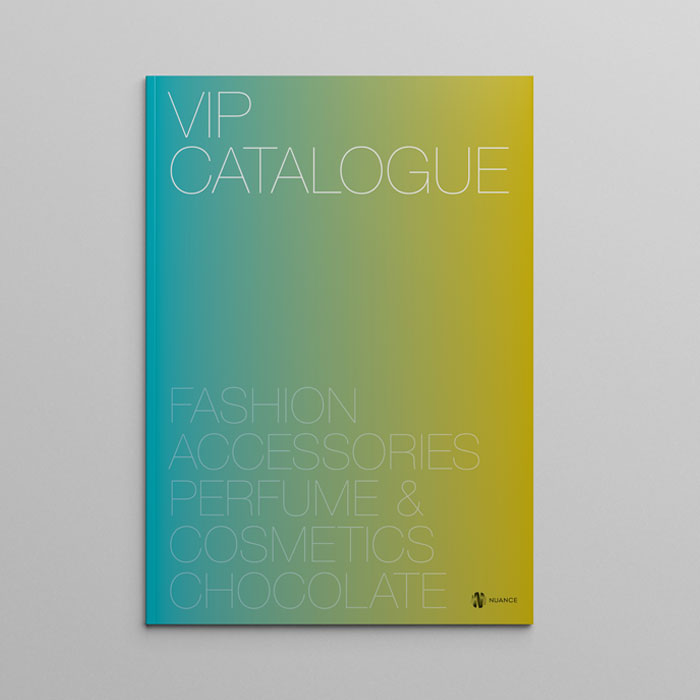 VIP
CATALOGUE
FASHION
ACCESSORIES
PERFUME &
COSMETICS
CHOCOLATE
NUANCE